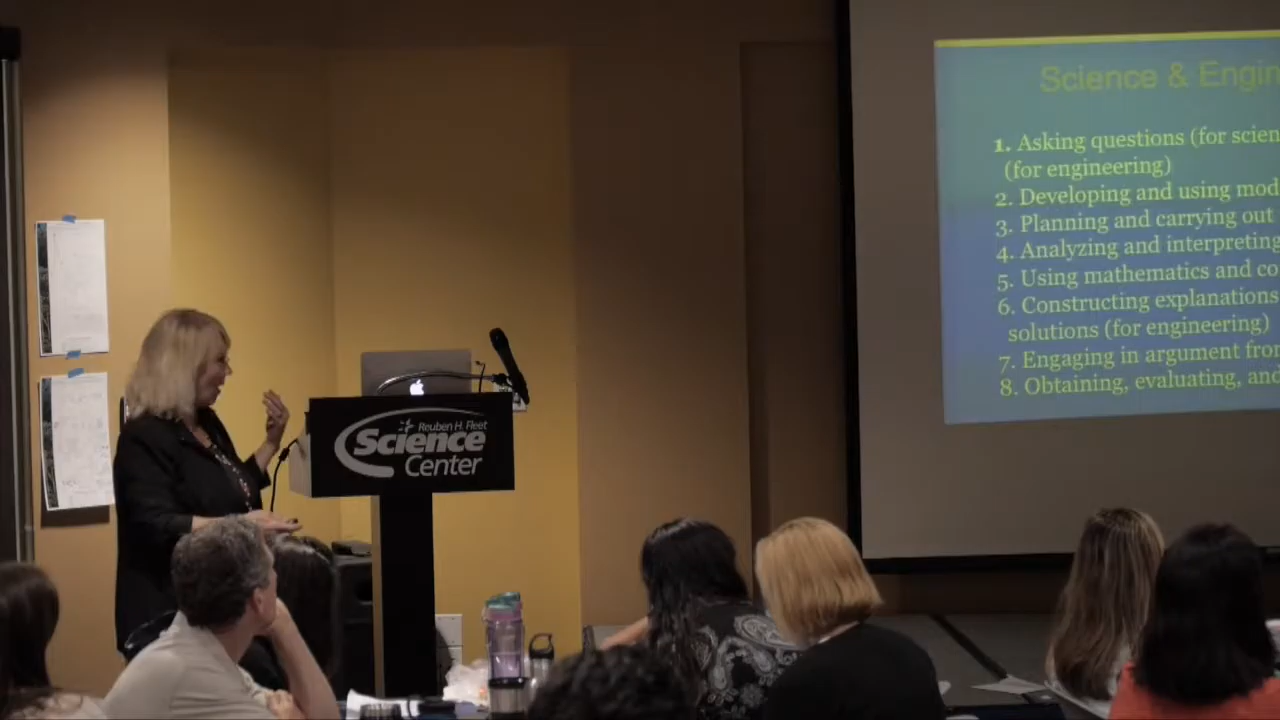 Reuben H. Fleet
Science
Center
Science & Engin
1. Asking questions (for scien
(for engineering)
2. Developing and using mod
3. Planning and carrying out
4. Analyzing and interpreting
5. Using mathematics and co
6. Constructing explanations
solutions (for engineering)
7. Engaging in argument from
8. Obtaining, evaluating, and